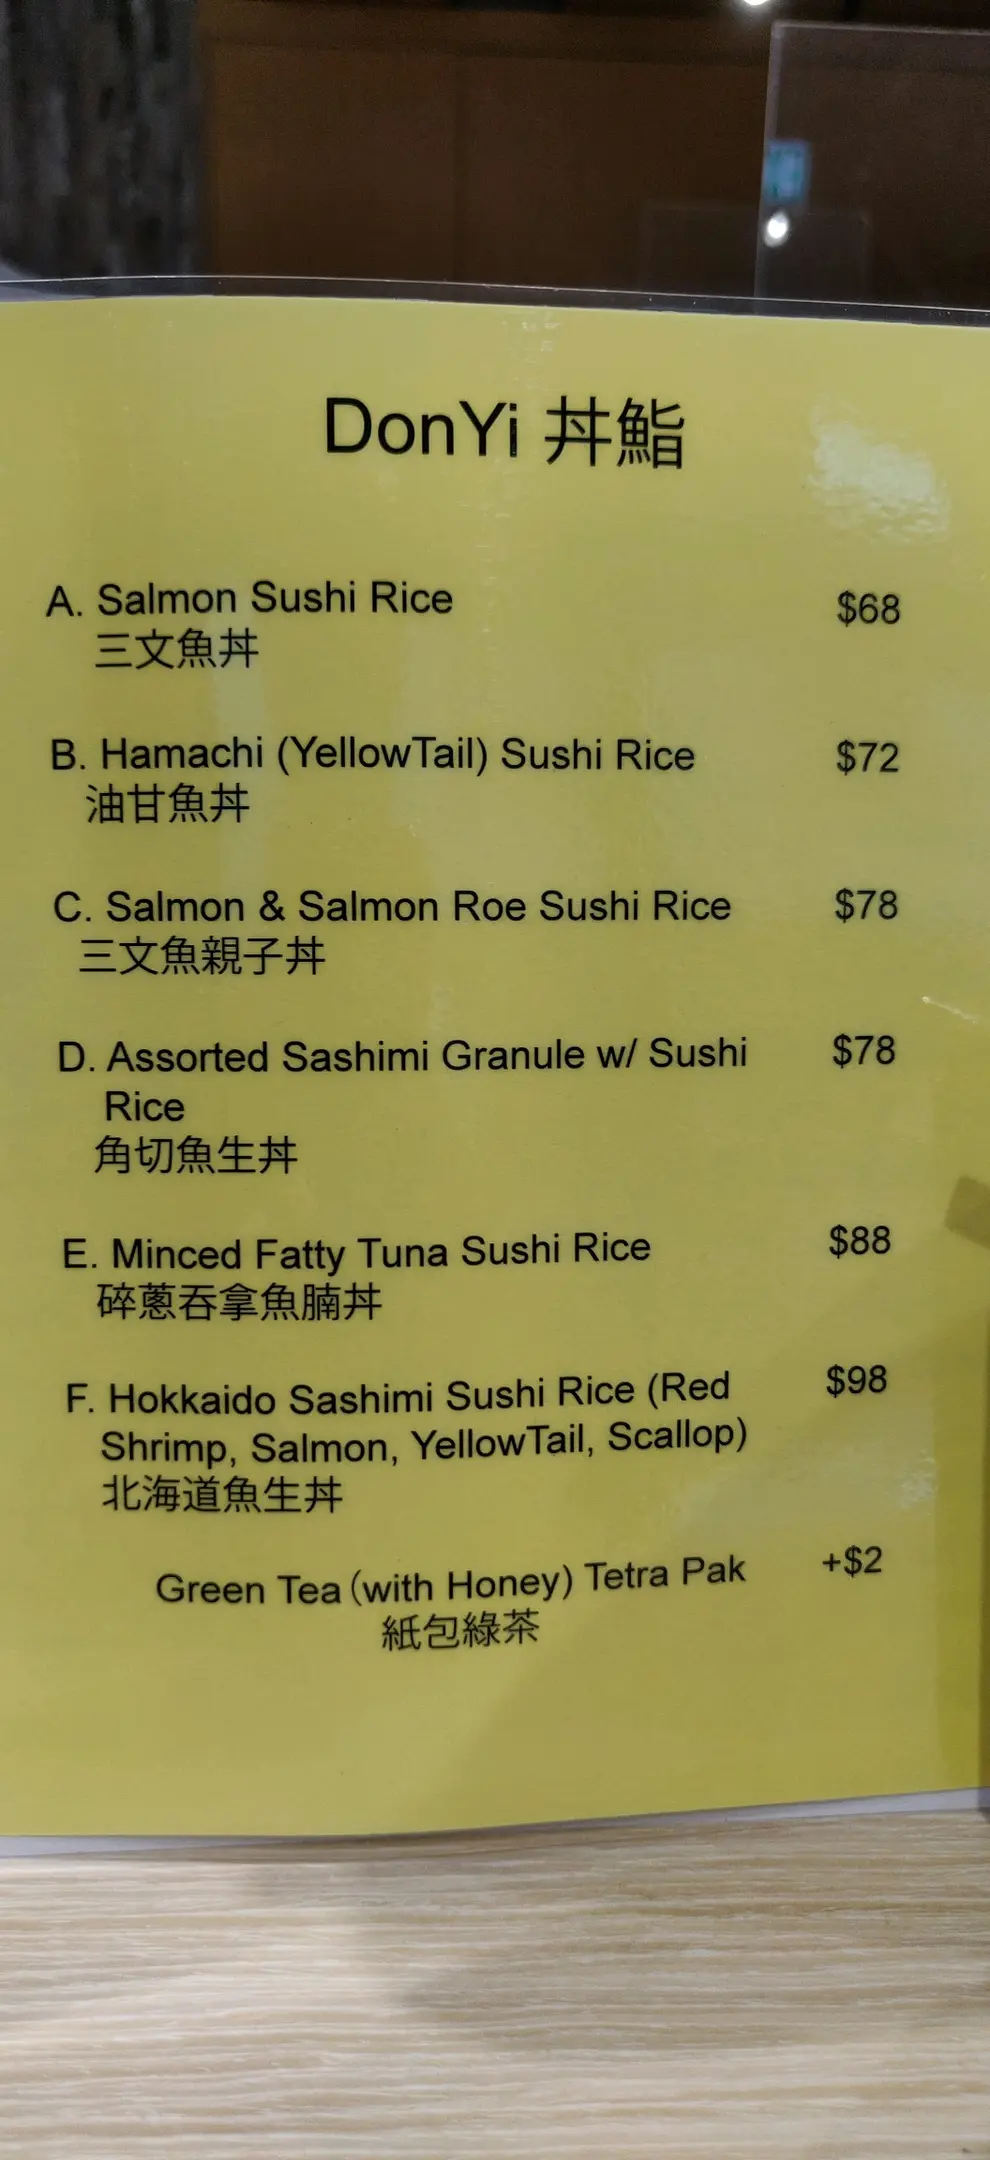 DonYi 丼鮨
A. Salmon Sushi Rice $68
三文魚丼
B. Hamachi (YellowTail) Sushi Rice $72
油甘魚丼
C. Salmon & Salmon Roe Sushi Rice $78
三文魚親子丼
D. Assorted Sashimi Granule w/ Sushi $78
Rice
角切魚生丼
E. Minced Fatty Tuna Sushi Rice $88
碎蔥吞拿魚腩丼
F. Hokkaido Sashimi Sushi Rice (Red $98
Shrimp, Salmon, YellowTail, Scallop)
北海道魚生丼
Green Tea (with Honey) Tetra Pak +$2
紙包綠茶